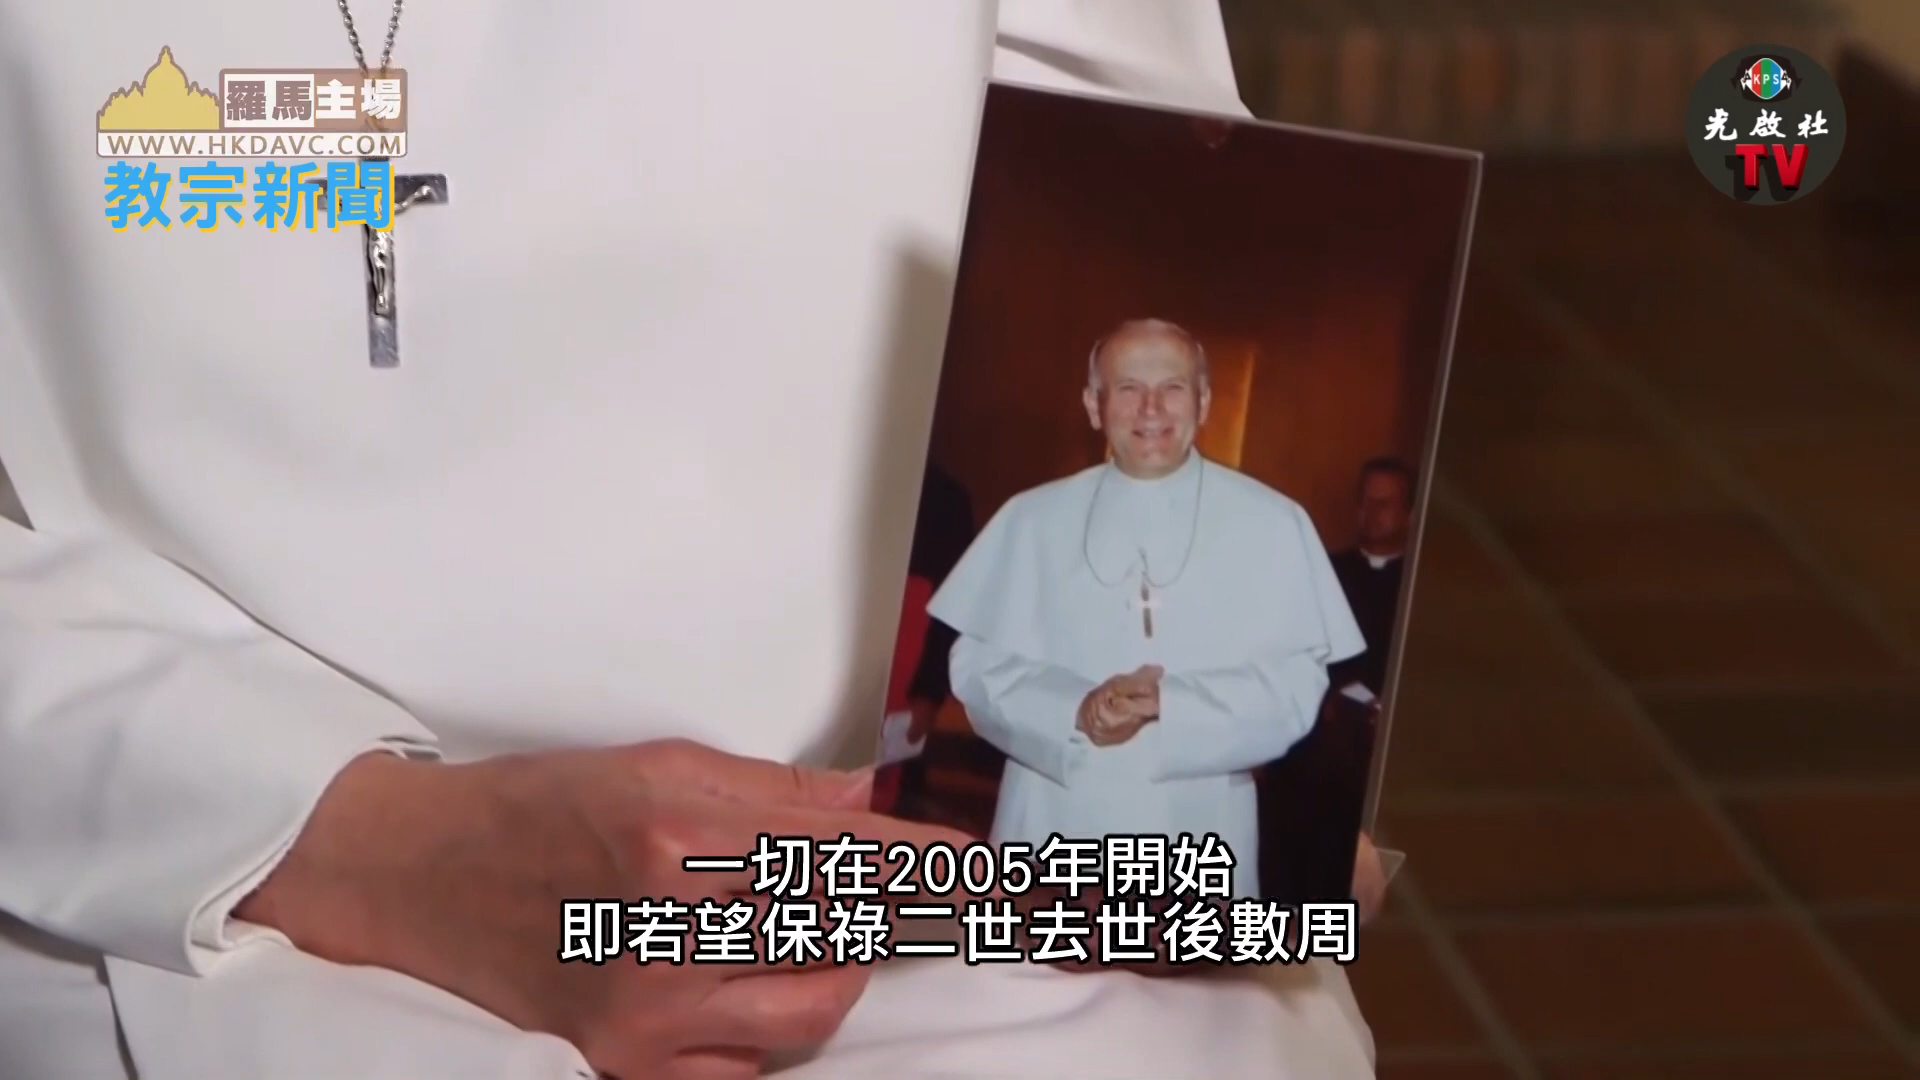 羅馬主場
WWW.HKDAVC.COM
教宗新聞
KPS
光啟社
TV
一切在2005年開始
即若望保祿二世去世後數周